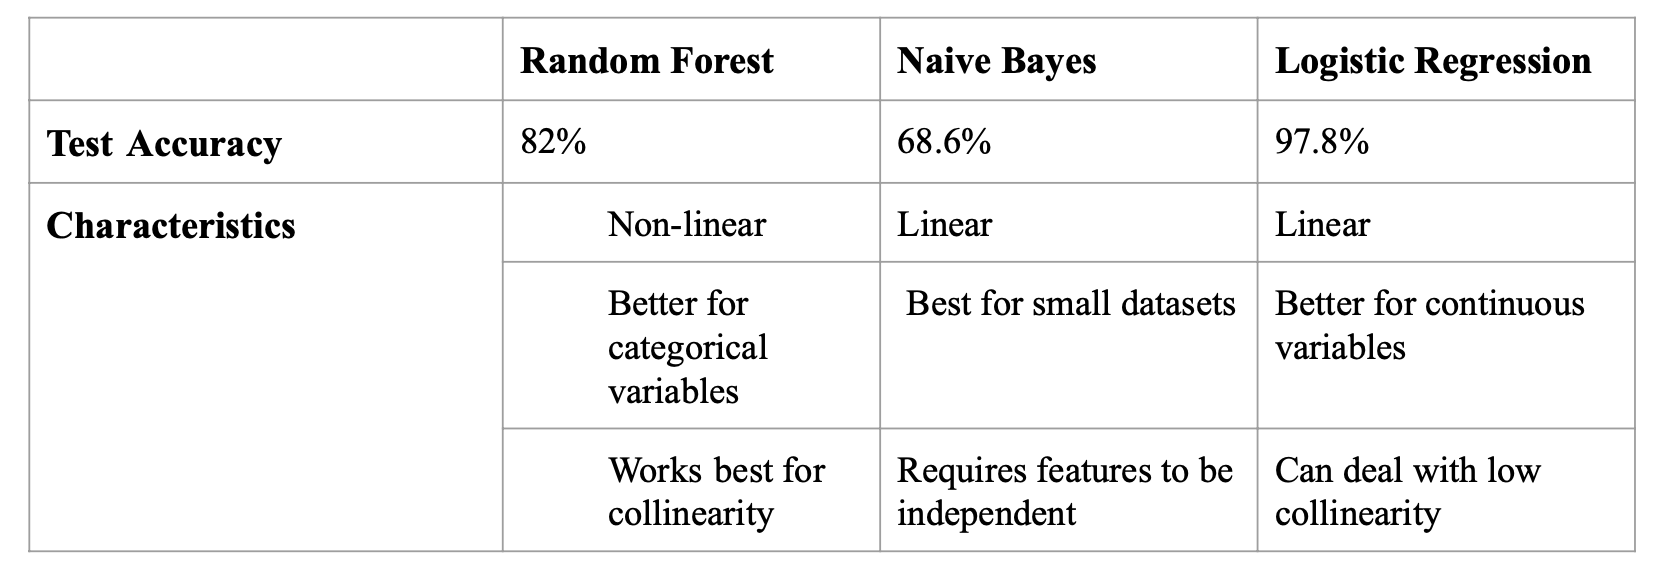 Random Forest
Naive Bayes
Logistic Regression
Test Accuracy
82%
68.6%
97.8%
Characteristics
Non-linear
Linear
Linear
Better for
categorical
variables
Best for small datasets
Better for continuous
variables
Works best for
collinearity
Requires features to be
independent
Can deal with low
collinearity